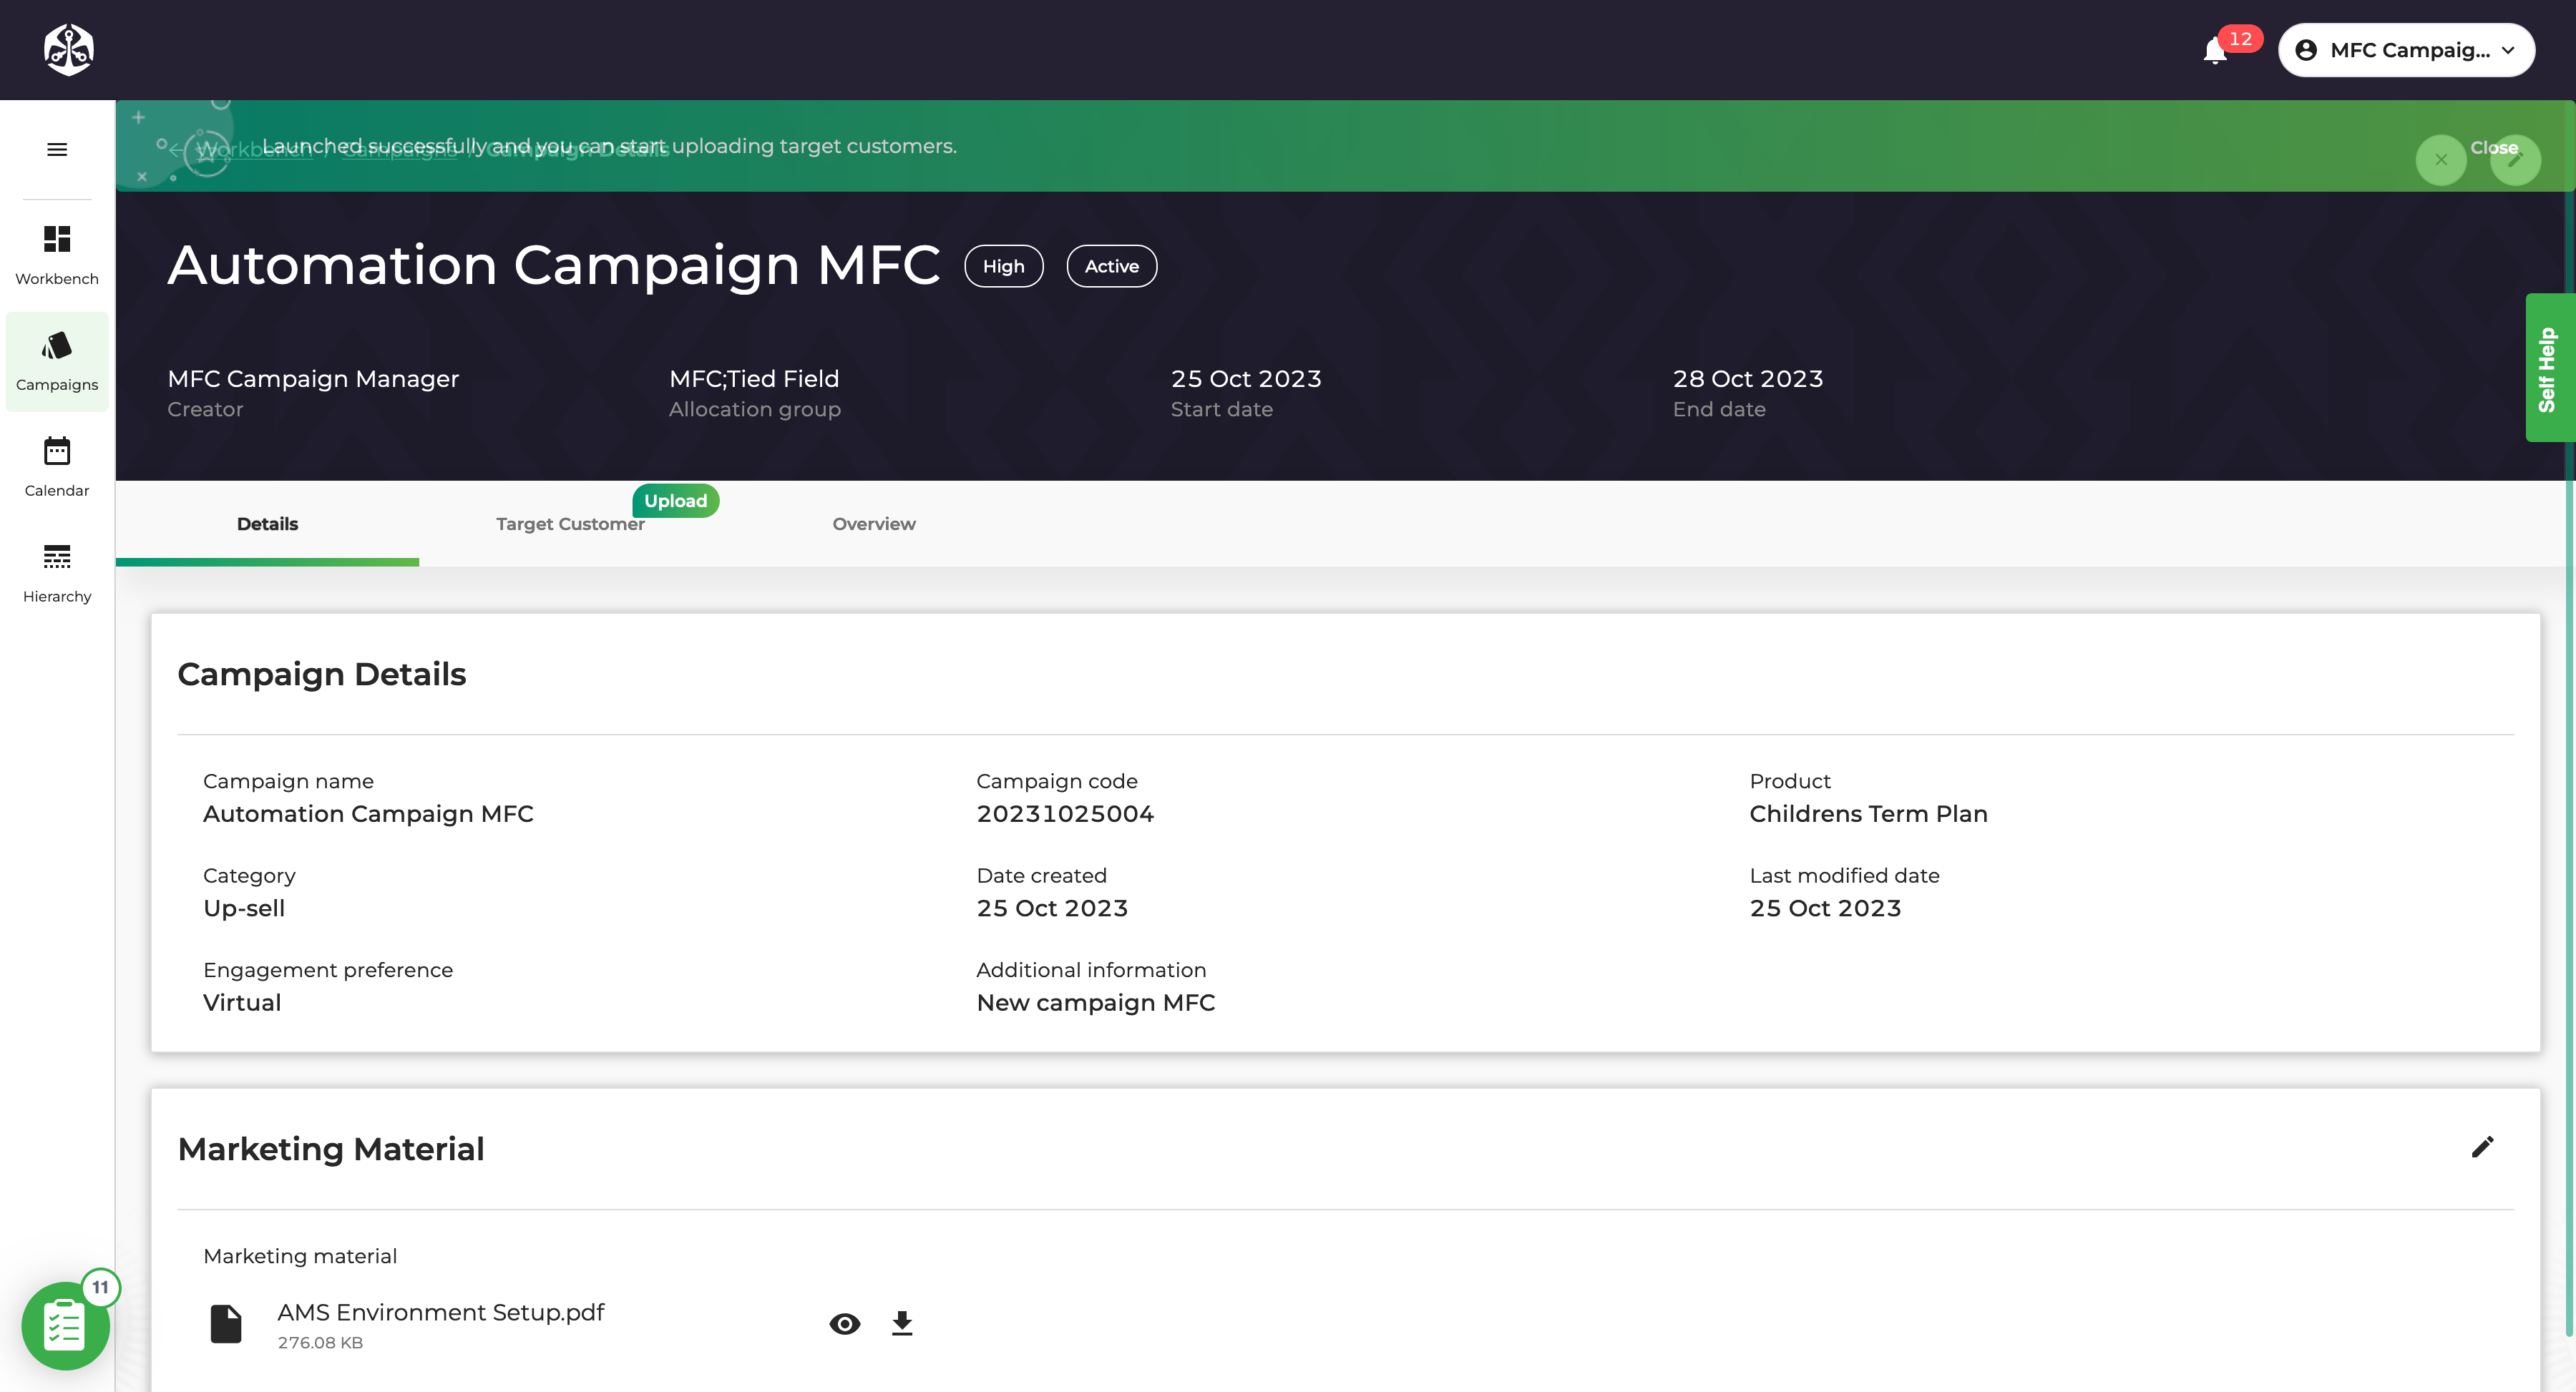 12
MFC Campaig...
← Workbench / Campaigns / Campaign Details
Launched successfully and you can start uploading target customers.
Close
Workbench
Campaigns
Calendar
Hierarchy
Automation Campaign MFC
High
Active
MFC Campaign Manager
Creator
MFC;Tied Field
Allocation group
25 Oct 2023
Start date
28 Oct 2023
End date
Self Help
Details
Target Customer
Upload
Overview
Campaign Details
Campaign name
Automation Campaign MFC
Campaign code
20231025004
Product
Childrens Term Plan
Category
Up-sell
Date created
25 Oct 2023
Last modified date
25 Oct 2023
Engagement preference
Virtual
Additional information
New campaign MFC
Marketing Material
Marketing material
AMS Environment Setup.pdf
276.08 KB
11